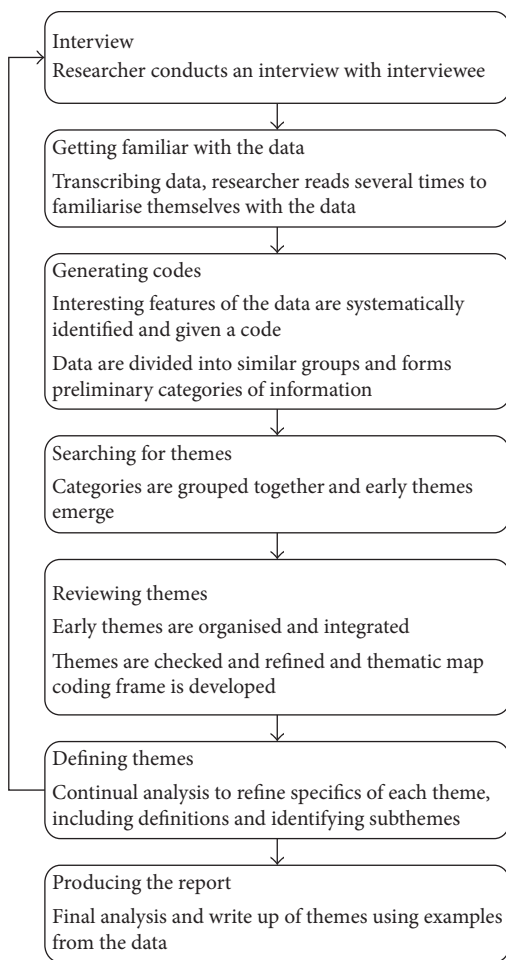 Interview
Researcher conducts an interview with interviewee
Getting familiar with the data
Transcribing data, researcher reads several times to
familiarise themselves with the data
Generating codes
Interesting features of the data are systematically
identified and given a code
Data are divided into similar groups and forms
preliminary categories of information
Searching for themes
Categories are grouped together and early themes
emerge
Reviewing themes
Early themes are organised and integrated
Themes are checked and refined and thematic map
coding frame is developed
Defining themes
Continual analysis to refine specifics of each theme,
including definitions and identifying subthemes
Producing the report
Final analysis and write up of themes using examples
from the data